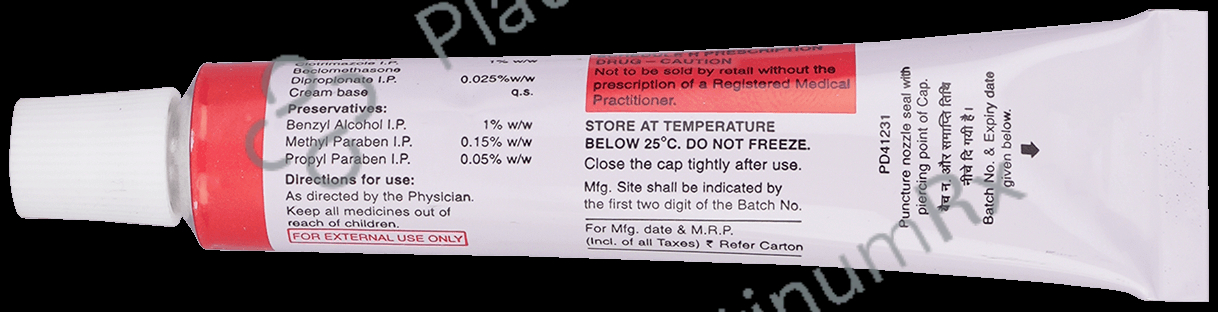 Clotrimazole I.P. 1% w/w
Beclomethasone
Dipropionate I.P. 0.025%w/w
Cream base q.s.
Preservatives:
Benzyl Alcohol I.P. 1% w/w
Methyl Paraben I.P. 0.15% w/w
Propyl Paraben I.P. 0.05% w/w
Directions for use:
As directed by the Physician.
Keep all medicines out of
reach of children.
FOR EXTERNAL USE ONLY
SCHEDULE H PRESCRIPTION
DRUG – CAUTION
Not to be sold by retail without the
prescription of a Registered Medical
Practitioner.
STORE AT TEMPERATURE
BELOW 25°C. DO NOT FREEZE.
Close the cap tightly after use.
Mfg. Site shall be indicated by
the first two digit of the Batch No.
For Mfg. date & M.R.P.
(Incl. of all Taxes) ₹ Refer Carton
PD41231
Puncture nozzle seal with
piercing point of Cap.
बैच न. और समाप्ति तिथि
नीचे दि गयी है।
Batch No. & Expiry date
given below.
Pla
tinumRx